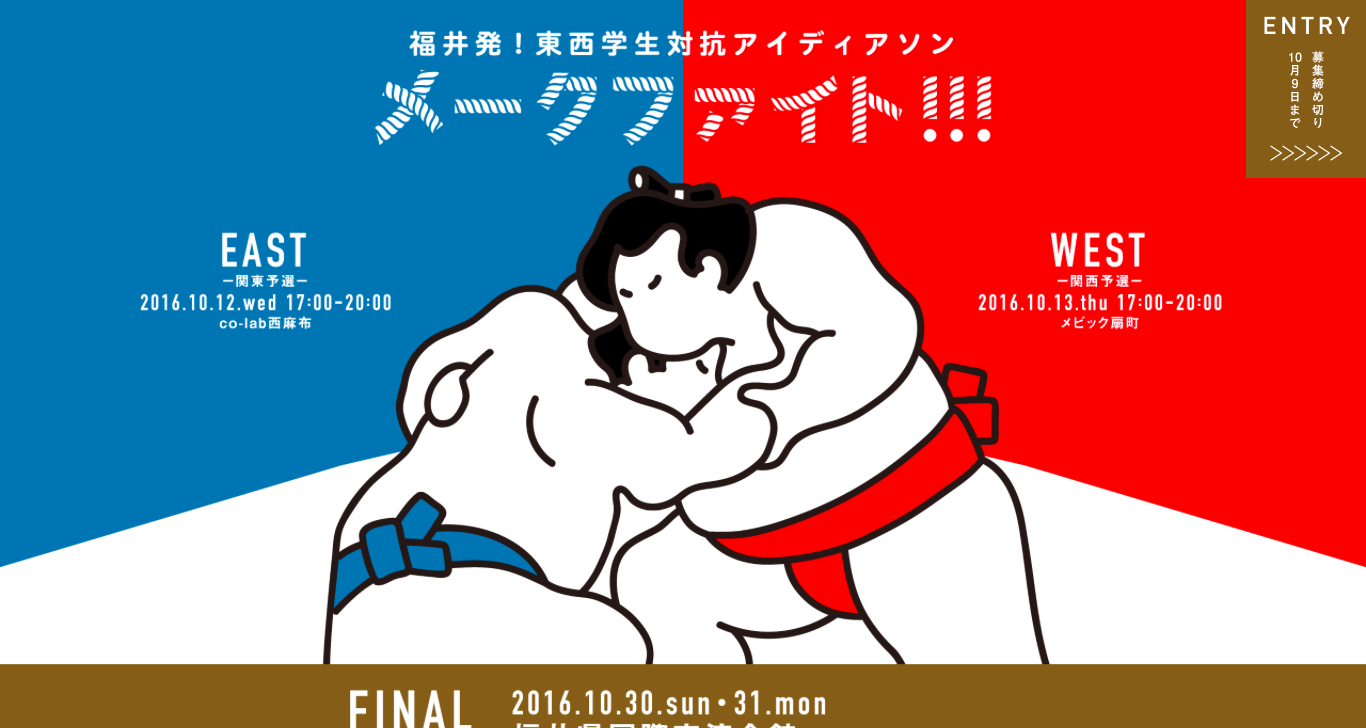 福井発！東西学生対抗アイディアソン
メークファイト!!!
ENTRY
募集締め切り
10月9日まで
EAST
ー関東予選ー
2016.10.12.wed 17:00-20:00
co-lab西麻布
WEST
ー関西予選ー
2016.10.13.thu 17:00-20:00
メビック扇町
FINAL
2016.10.30.sun・31.mon